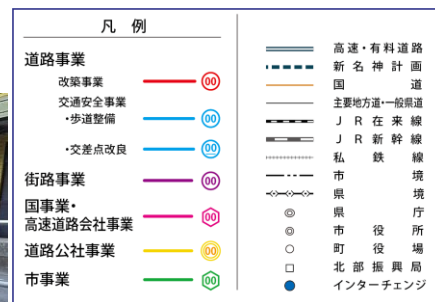 凡例
道路事業
改築事業 00
交通安全事業
・歩道整備 00
・交差点改良 00
街路事業 00
国事業・
高速道路会社事業 00
道路公社事業 00
市事業 00
高速・有料道路
新名神計画
国道
主要地方道・一般県道
JR在来線
JR新幹線
私鉄線
市境
県境
県庁
市役所
町役場
北部振興局
インターチェンジ